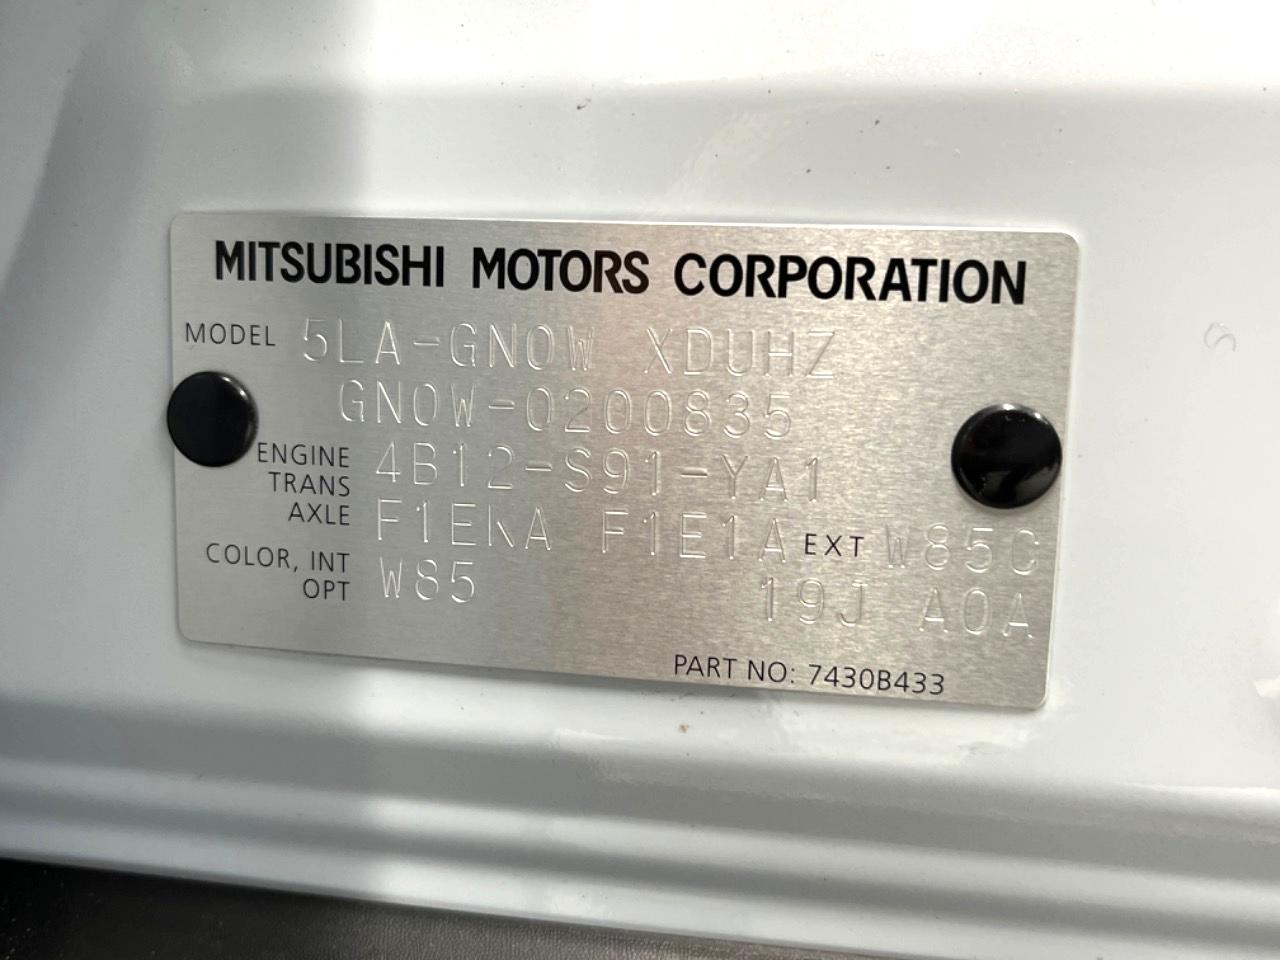 MITSUBISHI MOTORS CORPORATION
MODEL 5LA-GN0W XDUHZ
GN0W-0200835
ENGINE 4B12-S91-YA1
TRANS
AXLE F1EKA F1E1A EXT W85C
COLOR, INT W85
OPT 19J A0A
PART NO: 7430B433